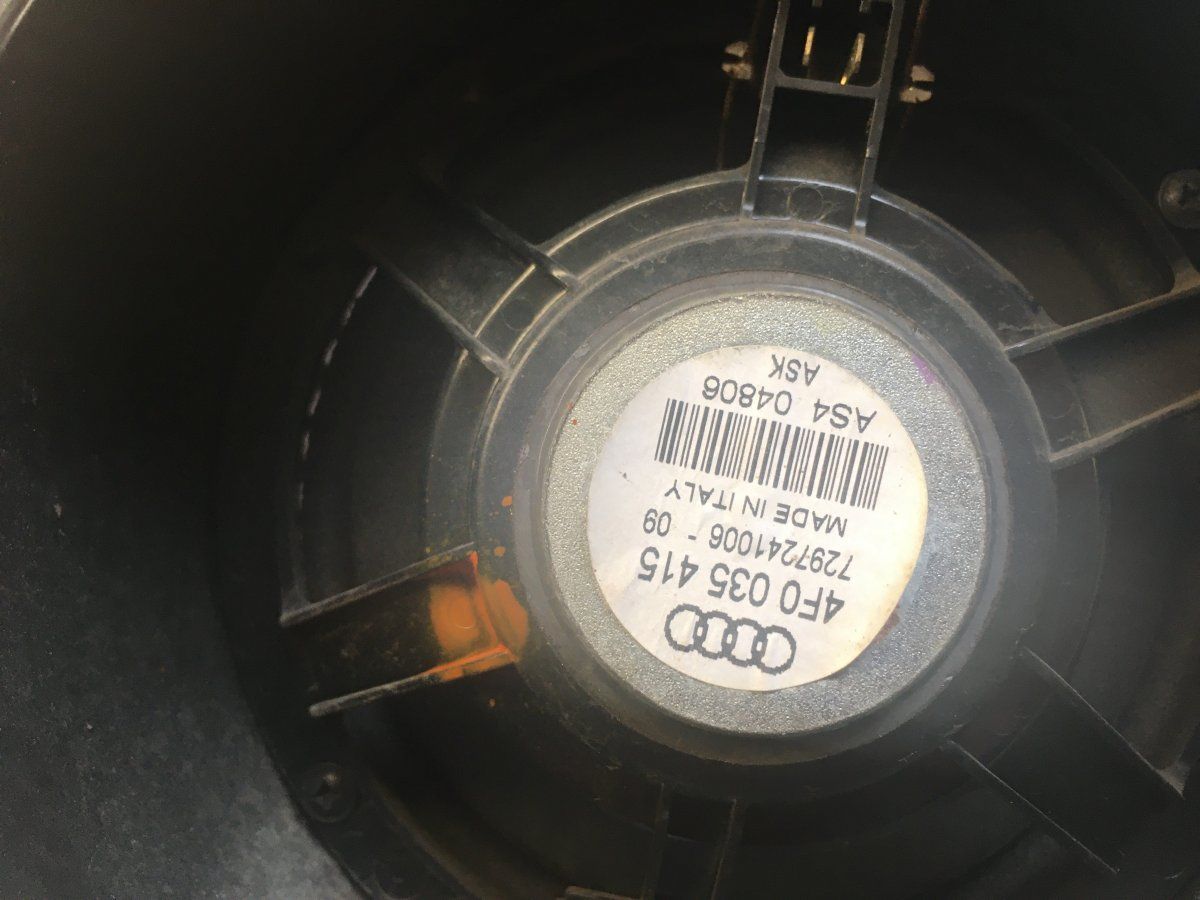 4F0 035 415
7297241006 - 09
MADE IN ITALY
AS4 04806
ASK